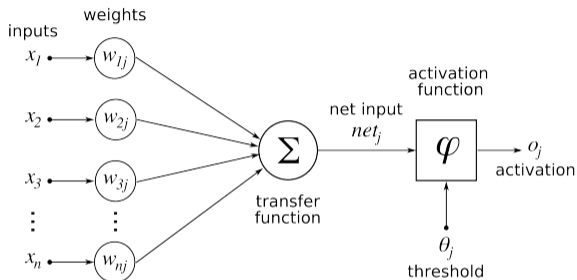 inputs
weights
x1
w1j
x2
w2j
x3
w3j
⋮
⋮
xn
wnj
Σ
transfer
function
net input
netj
activation
function
φ
oj
activation
θj
threshold